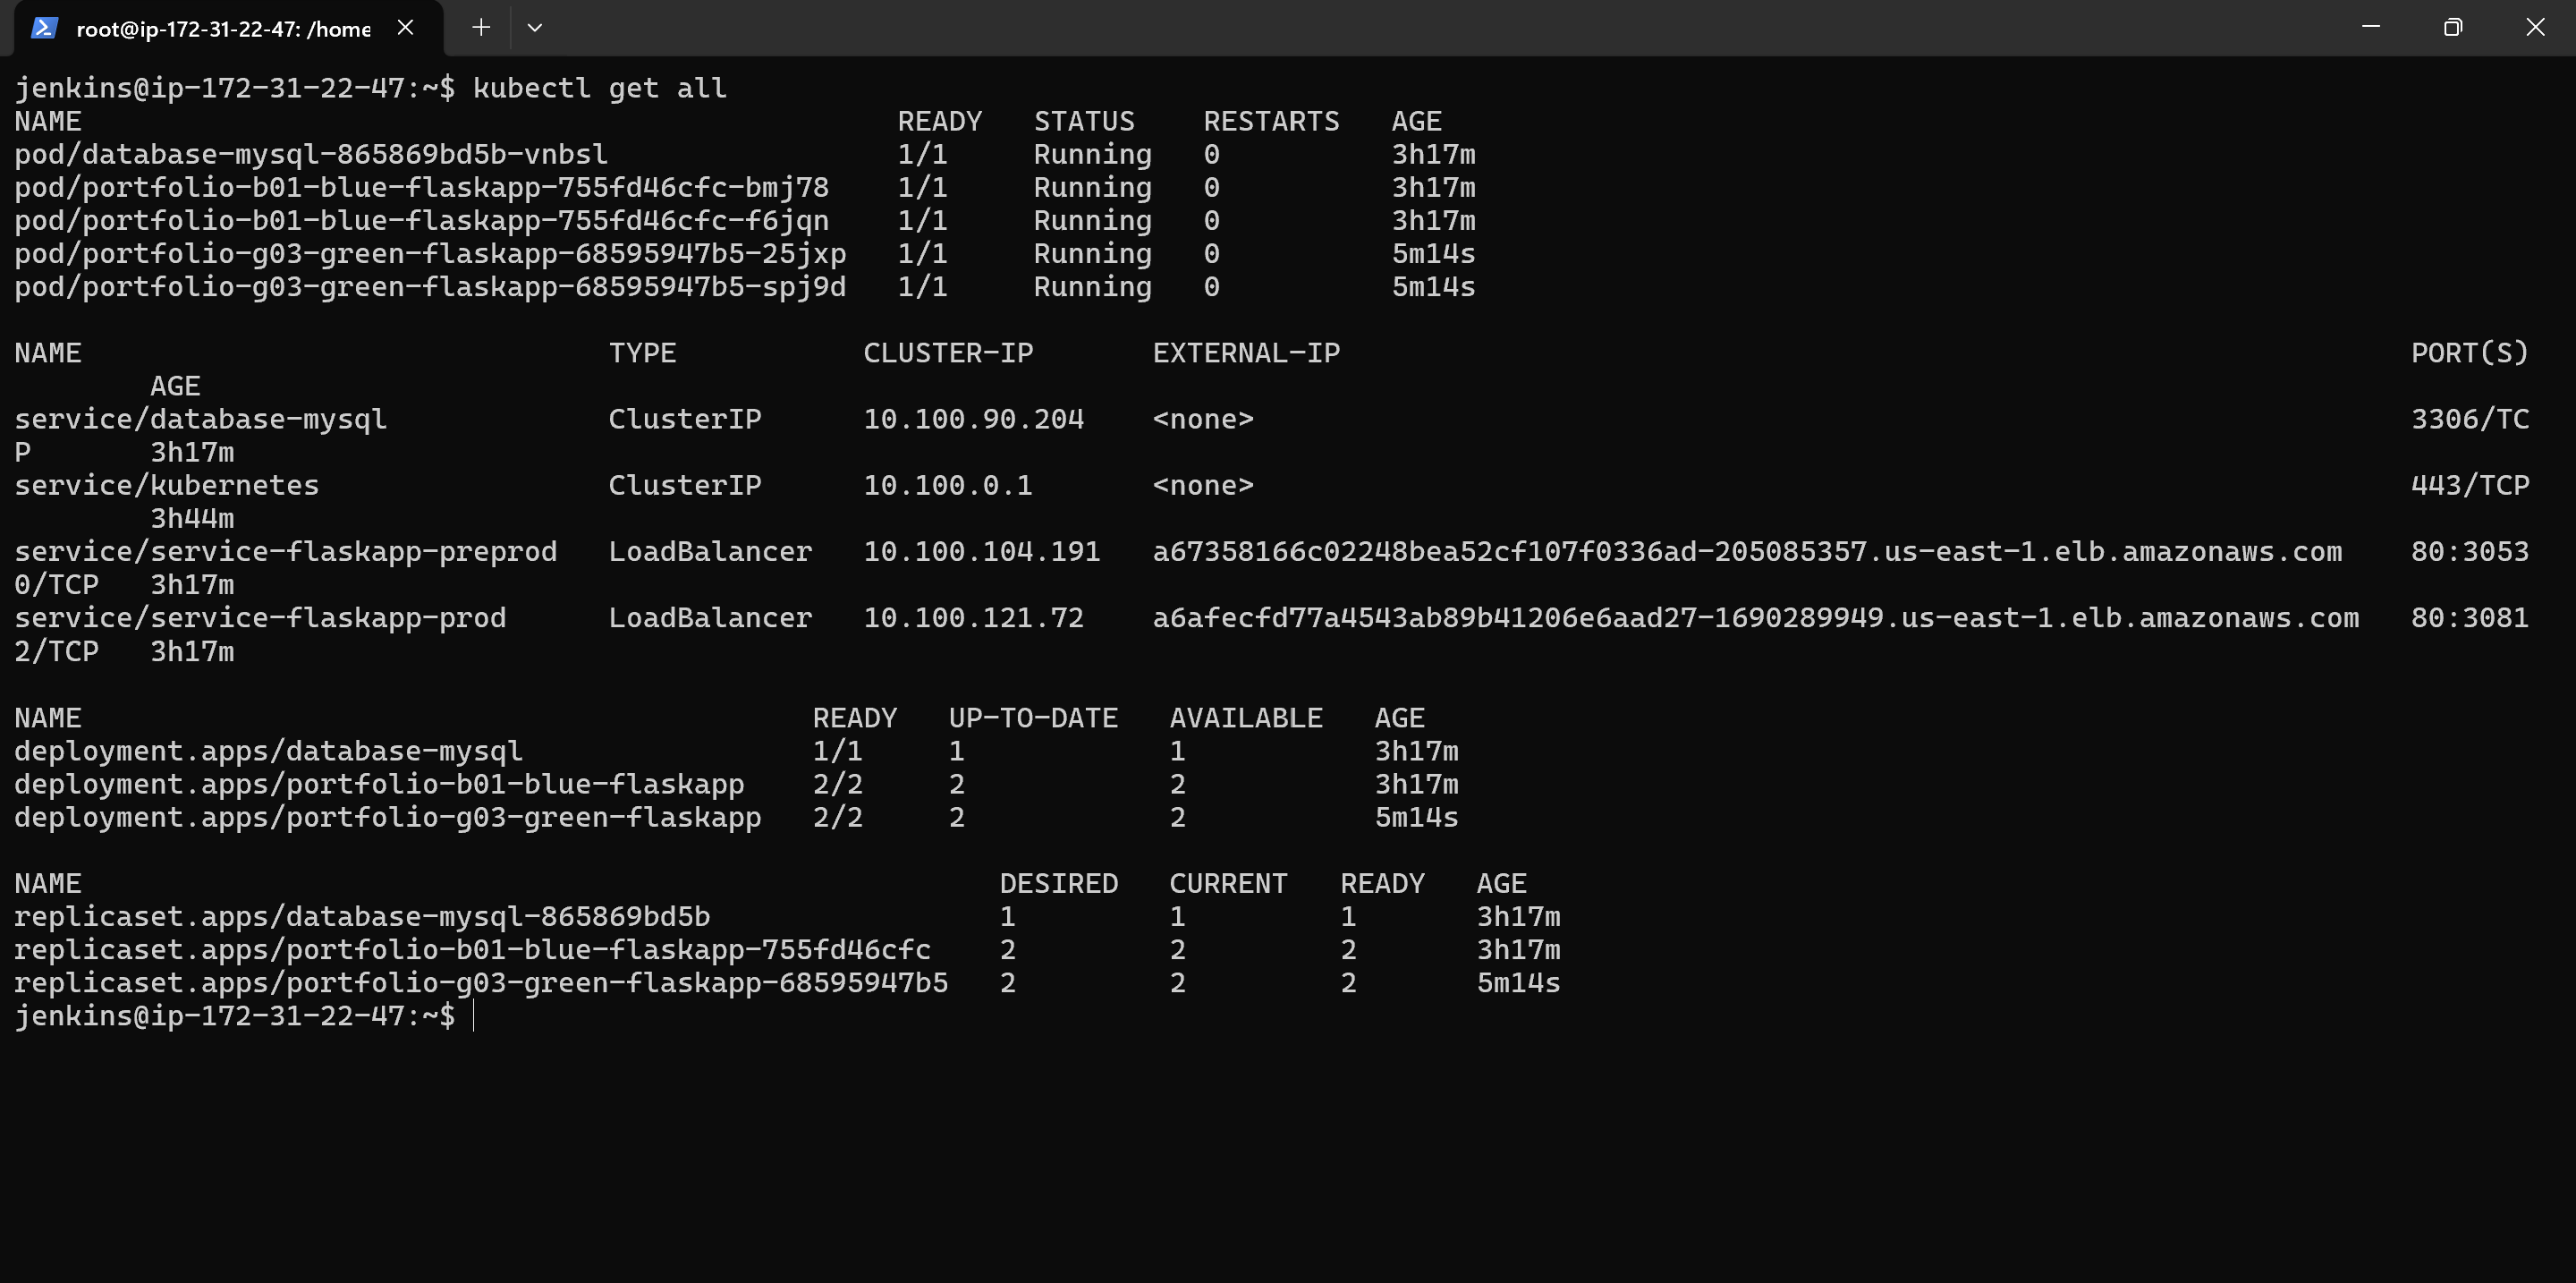 root@ip-172-31-22-47: /home
jenkins@ip-172-31-22-47:~$ kubectl get all
NAME                                                    READY   STATUS    RESTARTS   AGE
pod/database-mysql-865869bd5b-vnbsl                 1/1     Running   0          3h17m
pod/portfolio-b01-blue-flaskapp-755fd46cfc-bmj78    1/1     Running   0          3h17m
pod/portfolio-b01-blue-flaskapp-755fd46cfc-f6jqn    1/1     Running   0          3h17m
pod/portfolio-g03-green-flaskapp-68595947b5-25jxp   1/1     Running   0          5m14s
pod/portfolio-g03-green-flaskapp-68595947b5-spj9d   1/1     Running   0          5m14s
NAME                               TYPE           CLUSTER-IP       EXTERNAL-IP                                                               PORT(S)
        AGE
service/database-mysql             ClusterIP      10.100.90.204    <none>                                                                    3306/TC
P       3h17m
service/kubernetes                 ClusterIP      10.100.0.1       <none>                                                                    443/TCP
        3h44m
service/service-flaskapp-preprod   LoadBalancer   10.100.104.191   a67358166c02248bea52cf107f0336ad-205085357.us-east-1.elb.amazonaws.com    80:3053
0/TCP   3h17m
service/service-flaskapp-prod      LoadBalancer   10.100.121.72    a6afecfd77a4543ab89b41206e6aad27-1690289949.us-east-1.elb.amazonaws.com   80:3081
2/TCP   3h17m
NAME                                           READY   UP-TO-DATE   AVAILABLE   AGE
deployment.apps/database-mysql                 1/1     1            1           3h17m
deployment.apps/portfolio-b01-blue-flaskapp    2/2     2            2           3h17m
deployment.apps/portfolio-g03-green-flaskapp   2/2     2            2           5m14s
NAME                                                      DESIRED   CURRENT   READY   AGE
replicaset.apps/database-mysql-865869bd5b                 1         1         1       3h17m
replicaset.apps/portfolio-b01-blue-flaskapp-755fd46cfc    2         2         2       3h17m
replicaset.apps/portfolio-g03-green-flaskapp-68595947b5   2         2         2       5m14s
jenkins@ip-172-31-22-47:~$